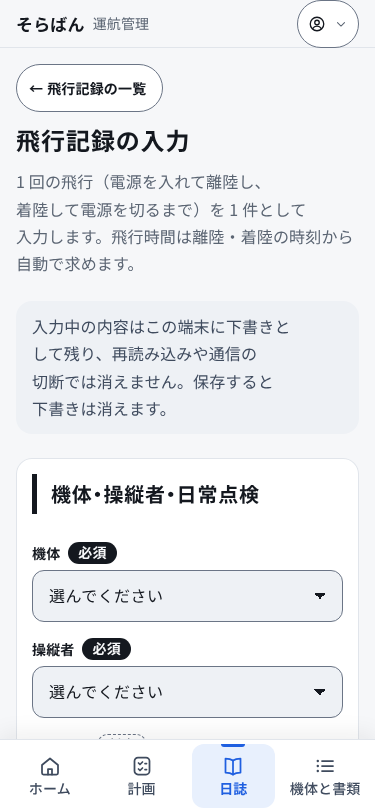 そらばん 運航管理
← 飛行記録の一覧
飛行記録の入力
1 回の飛行（電源を入れて離陸し、
着陸して電源を切るまで）を 1 件として
入力します。飛行時間は離陸・着陸の時刻から
自動で求めます。
入力中の内容はこの端末に下書きと
して残り、再読み込みや通信の
切断では消えません。保存すると
下書きは消えます。
機体・操縦者・日常点検
機体 必須
選んでください
操縦者 必須
選んでください
ホーム 計画 日誌 機体と書類